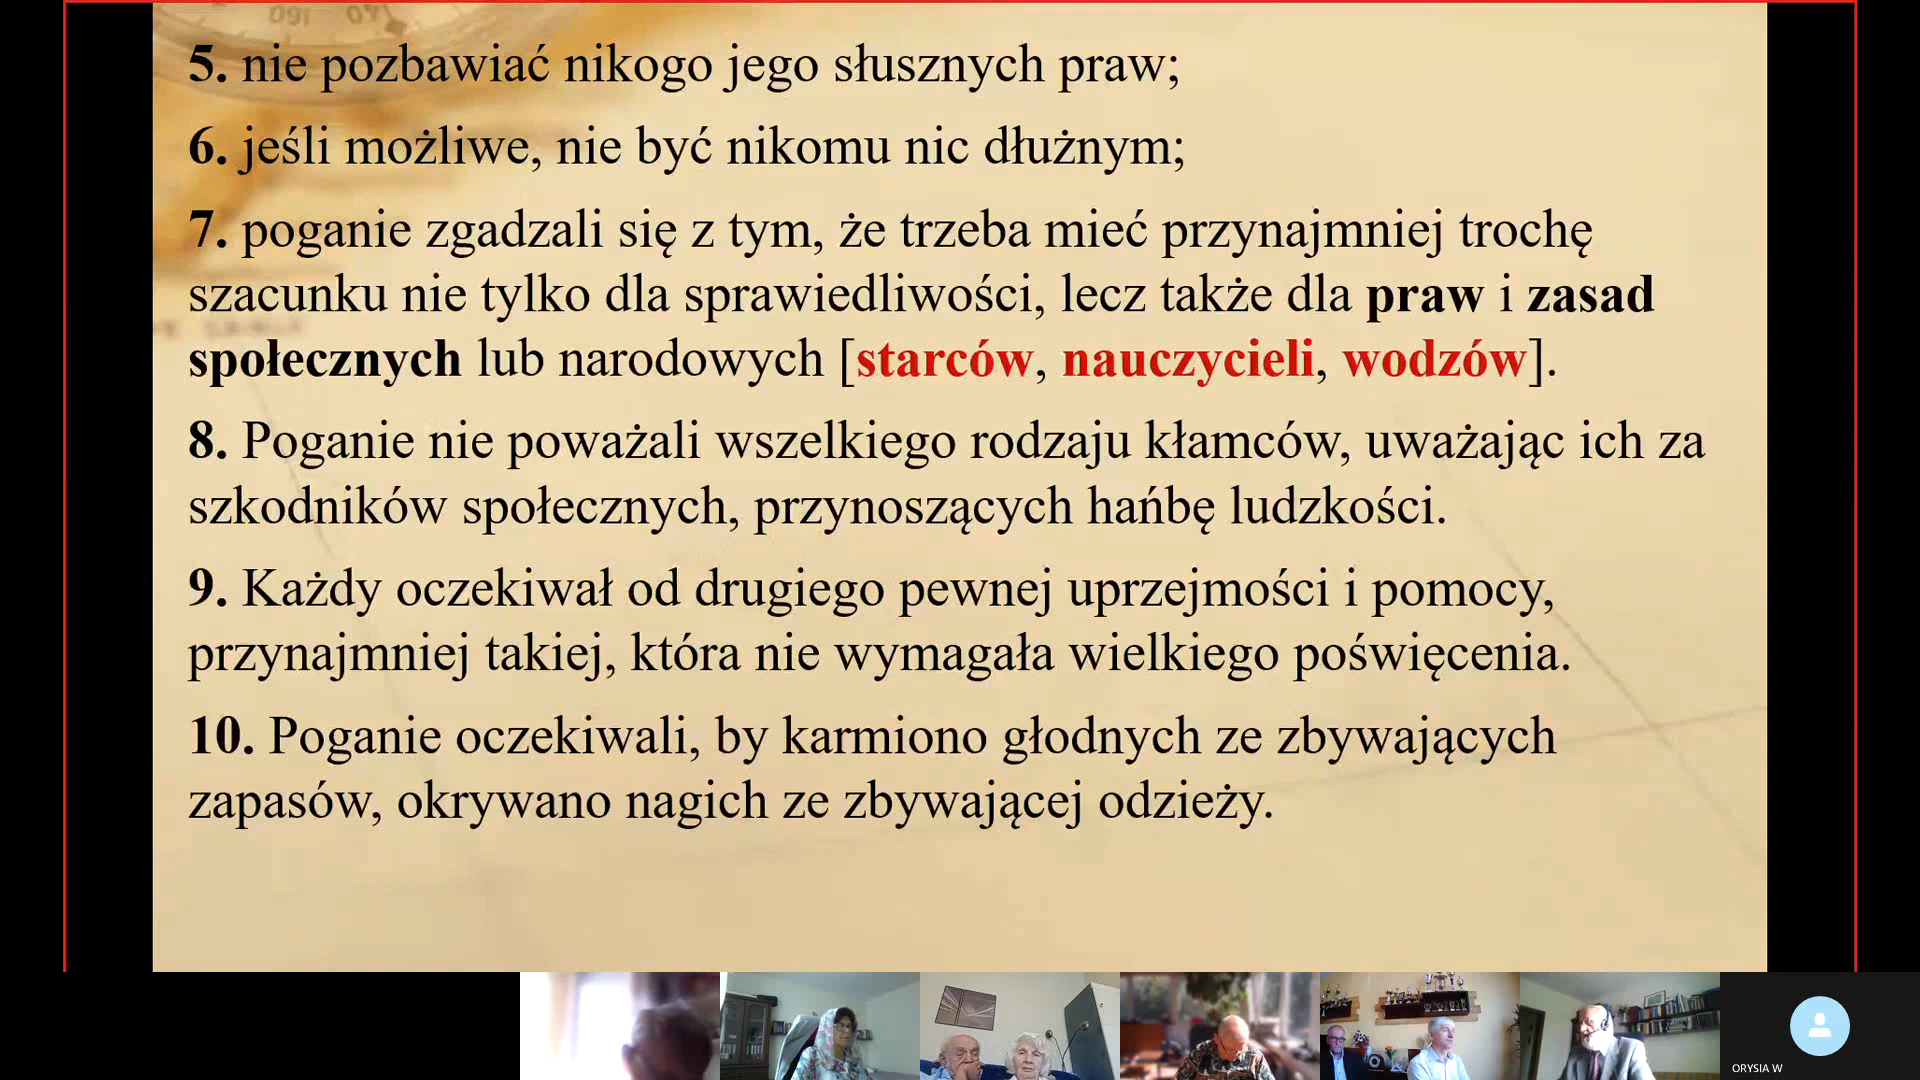 160 140
5. nie pozbawiać nikogo jego słusznych praw;
6. jeśli możliwe, nie być nikomu nic dłużnym;
7. poganie zgadzali się z tym, że trzeba mieć przynajmniej trochę
szacunku nie tylko dla sprawiedliwości, lecz także dla praw i zasad
społecznych lub narodowych [starców, nauczycieli, wodzów].
8. Poganie nie poważali wszelkiego rodzaju kłamców, uważając ich za
szkodników społecznych, przynoszących hańbę ludzkości.
9. Każdy oczekiwał od drugiego pewnej uprzejmości i pomocy,
przynajmniej takiej, która nie wymagała wielkiego poświęcenia.
10. Poganie oczekiwali, by karmiono głodnych ze zbywających
zapasów, okrywano nagich ze zbywającej odzieży.
ORYSIA W